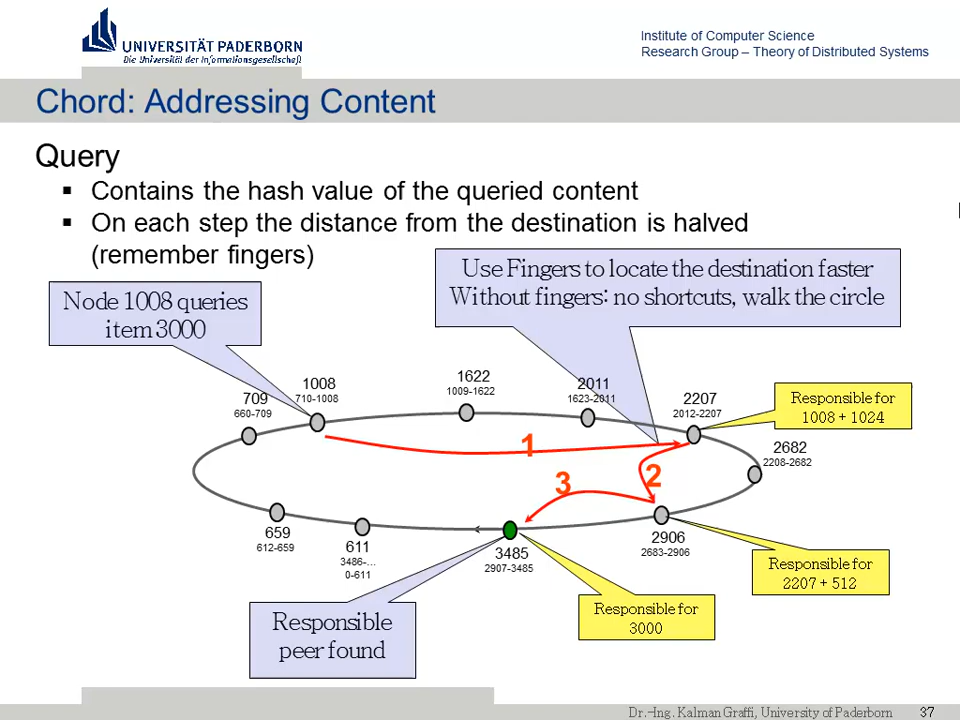 UNIVERSITÄT PADERBORN
Die Universität der Informationsgesellschaft
Institute of Computer Science
Research Group – Theory of Distributed Systems
Chord: Addressing Content
Query
▪ Contains the hash value of the queried content
▪ On each step the distance from the destination is halved
(remember fingers)
Use Fingers to locate the destination faster
Without fingers: no shortcuts, walk the circle
Node 1008 queries
item 3000
709
660-709
1008
710-1008
1622
1009-1622
2011
1623-2011
2207
2012-2207
Responsible for
1008 + 1024
2682
2208-2682
1
2
3
659
612-659
611
3486-...
0-611
3485
2907-3485
2906
2683-2906
Responsible for
2207 + 512
Responsible for
3000
Responsible
peer found
Dr.-Ing. Kalman Graffi, University of Paderborn
37